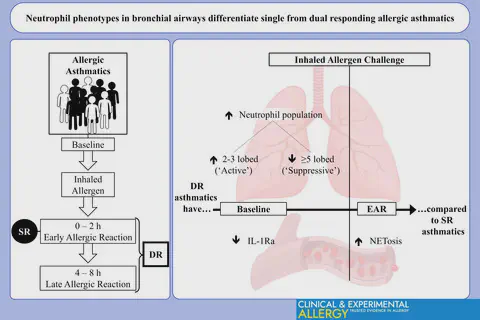 Neutrophil phenotypes in bronchial airways differentiate single from dual responding allergic asthmatics
Allergic
Asthmatics
Baseline
Inhaled
Allergen
SR
0 – 2 h
Early Allergic Reaction
DR
4 – 8 h
Late Allergic Reaction
Inhaled Allergen Challenge
Neutrophil population
2-3 lobed
('Active')
≥5 lobed
('Suppressive')
DR
asthmatics
have…
Baseline
EAR
…compared
to SR
asthmatics
IL-1Ra
NETosis
CLINICAL & EXPERIMENTAL
ALLERGY TRUSTED EVIDENCE IN ALLERGY